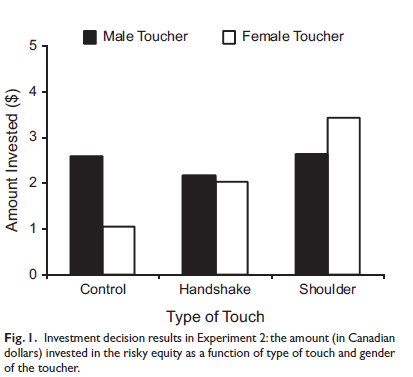 Male Toucher Female Toucher
5
4
3
2
1
0
Amount Invested ($)
Control Handshake Shoulder
Type of Touch
Fig. 1. Investment decision results in Experiment 2: the amount (in Canadian
dollars) invested in the risky equity as a function of type of touch and gender
of the toucher.